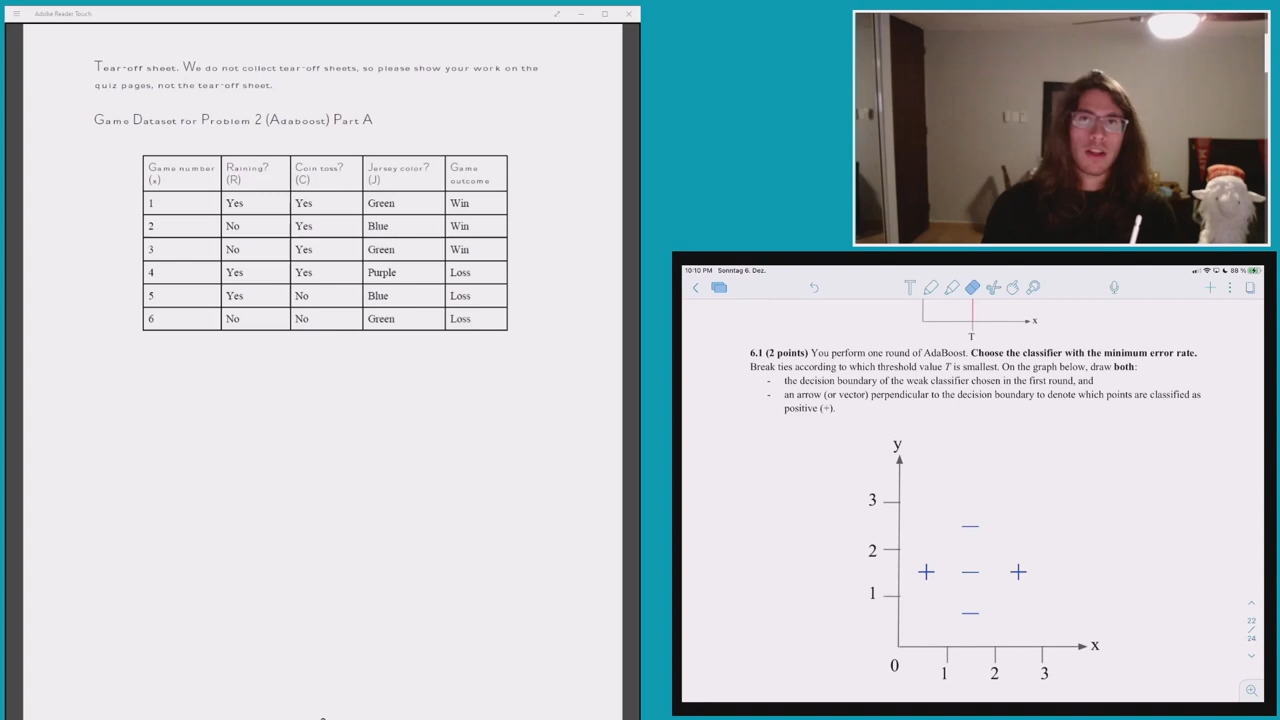 Adobe Reader Touch
Tear-off sheet. We do not collect tear-off sheets, so please show your work on the
quiz pages, not the tear-off sheet.
Game Dataset for Problem 2 (Adaboost) Part A
Game number (x) Raining? (R) Coin toss? (C) Jersey color? (J) Game outcome
1 Yes Yes Green Win
2 No Yes Blue Win
3 No Yes Green Win
4 Yes Yes Purple Loss
5 Yes No Blue Loss
6 No No Green Loss
10:10 PM Sonntag 6. Dez.
88 %
x
T
6.1 (2 points) You perform one round of AdaBoost. Choose the classifier with the minimum error rate.
Break ties according to which threshold value T is smallest. On the graph below, draw both:
- the decision boundary of the weak classifier chosen in the first round, and
- an arrow (or vector) perpendicular to the decision boundary to denote which points are classified as
positive (+).
y
3
2
1
0
1 2 3
x
+ +
22
/
24